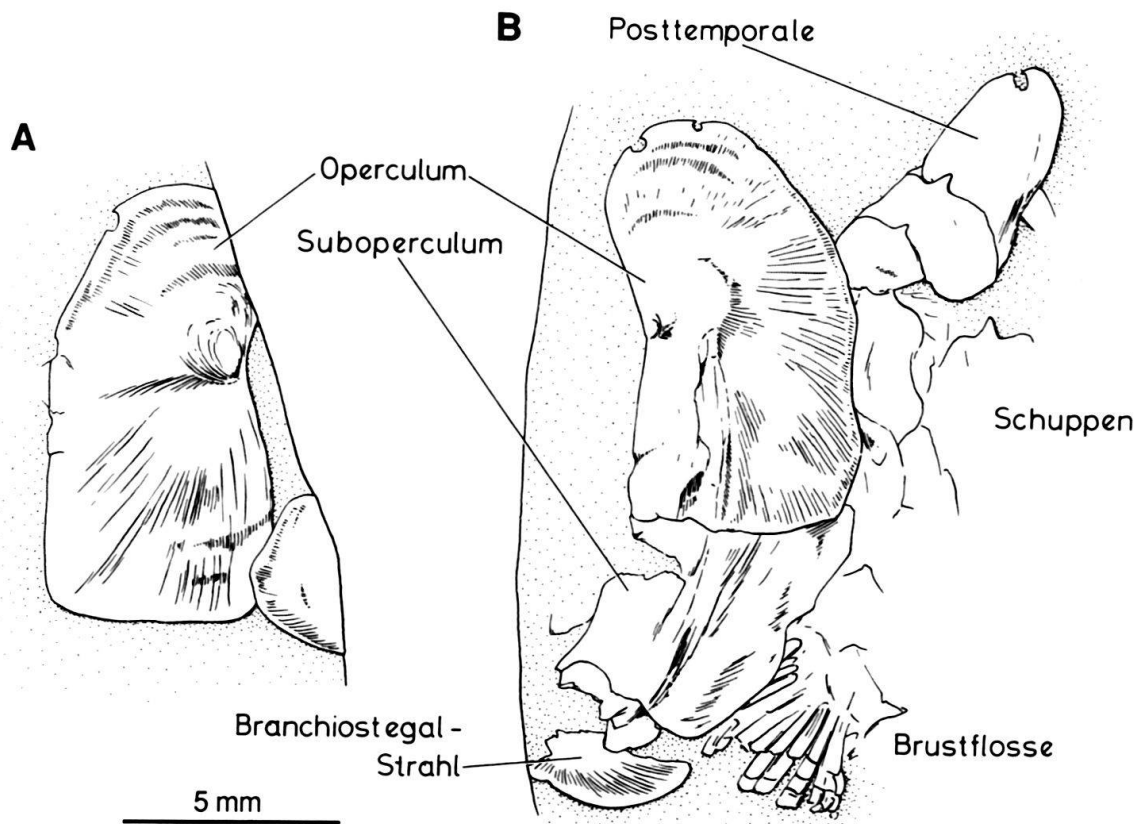 A
B
Posttemporale
Operculum
Suboperculum
Schuppen
Branchiostegal-
Strahl
Brustflosse
5 mm